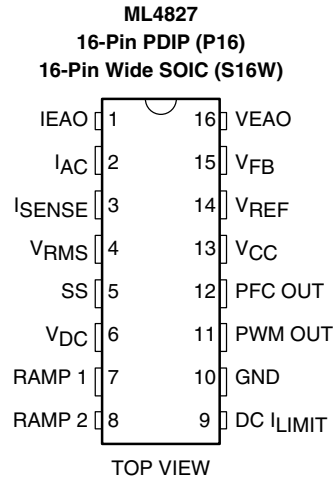 ML4827
16-Pin PDIP (P16)
16-Pin Wide SOIC (S16W)
IEAO 1 16 VEAO
IAC 2 15 VFB
ISENSE 3 14 VREF
VRMS 4 13 VCC
SS 5 12 PFC OUT
VDC 6 11 PWM OUT
RAMP 1 7 10 GND
RAMP 2 8 9 DC ILIMIT
TOP VIEW